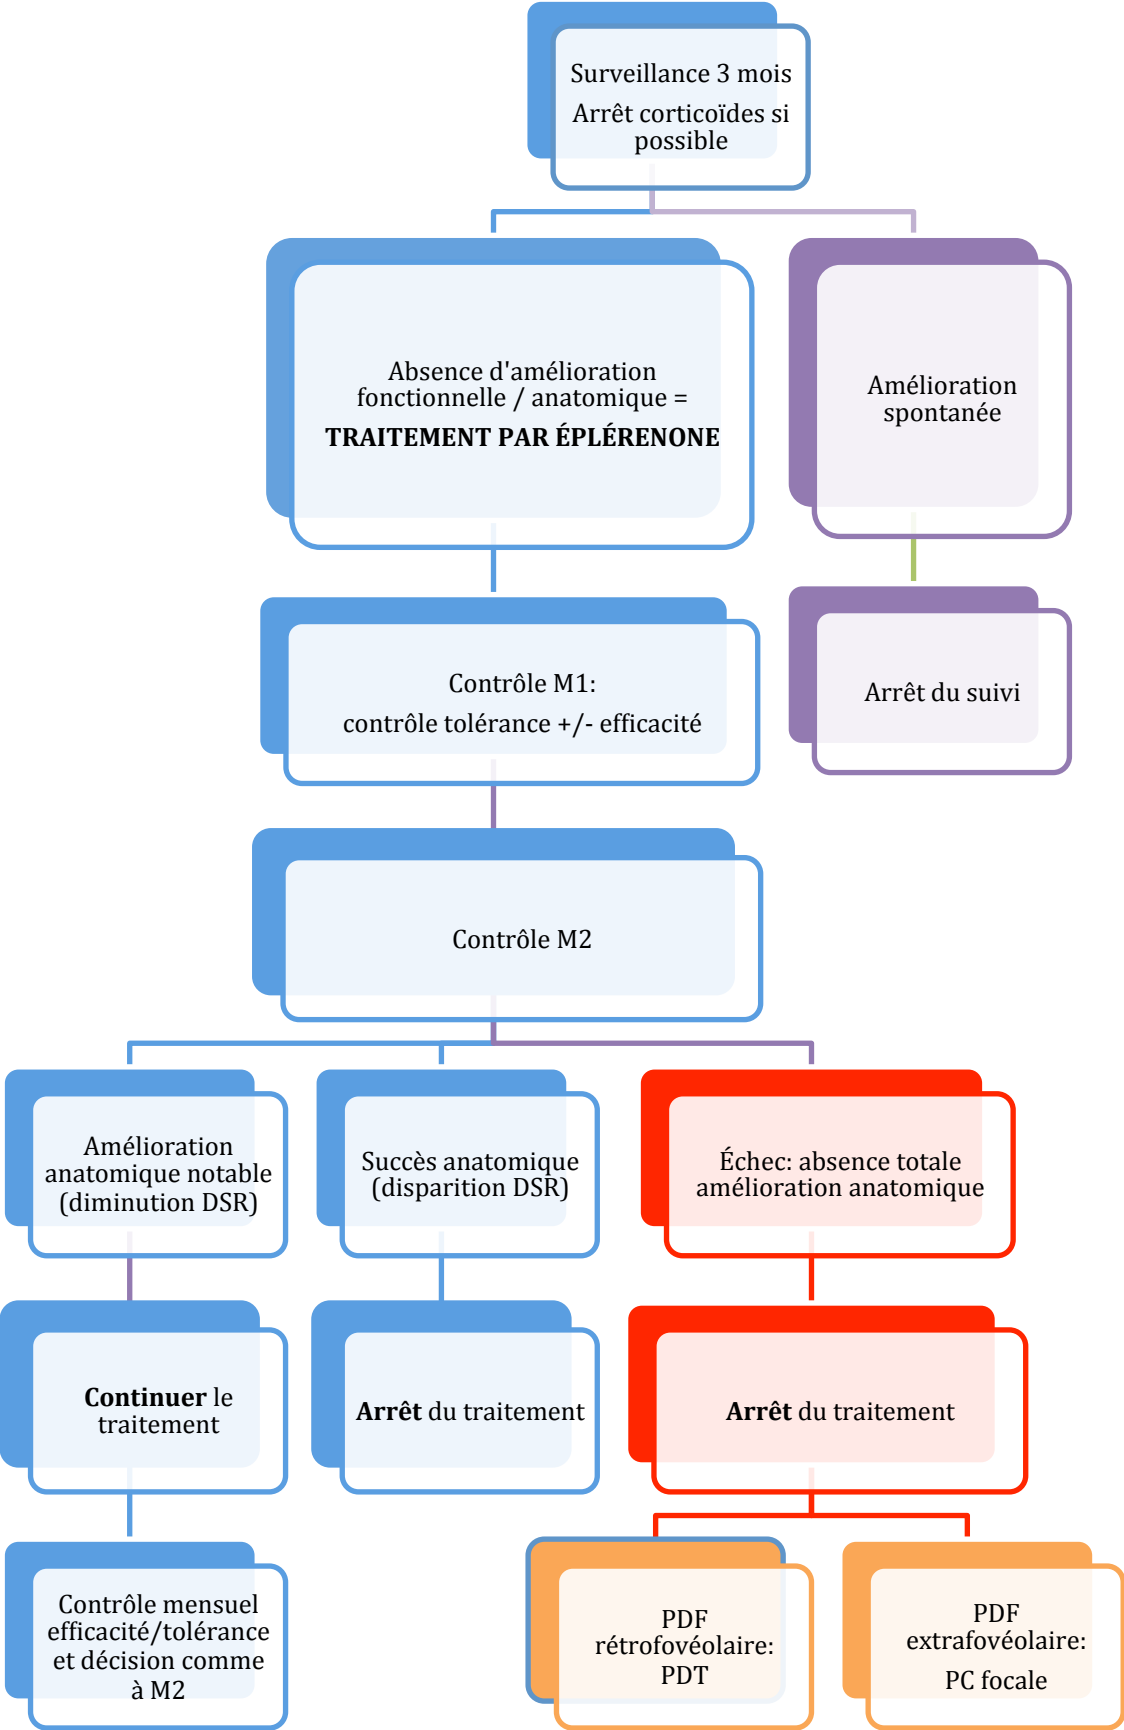 Surveillance 3 mois
Arrêt corticoïdes si
possible
Absence d'amélioration
fonctionnelle / anatomique =
TRAITEMENT PAR ÉPLÉRENONE
Amélioration
spontanée
Contrôle M1:
contrôle tolérance +/- efficacité
Arrêt du suivi
Contrôle M2
Amélioration
anatomique notable
(diminution DSR)
Succès anatomique
(disparition DSR)
Échec: absence totale
amélioration anatomique
Continuer le
traitement
Arrêt du traitement
Arrêt du traitement
Contrôle mensuel
efficacité/tolérance
et décision comme
à M2
PDF
rétrofovéolaire:
PDT
PDF
extrafovéolaire:
PC focale